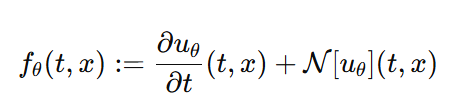 f_θ(t, x) := ∂u_θ/∂t (t, x) + 𝒩[u_θ](t, x)